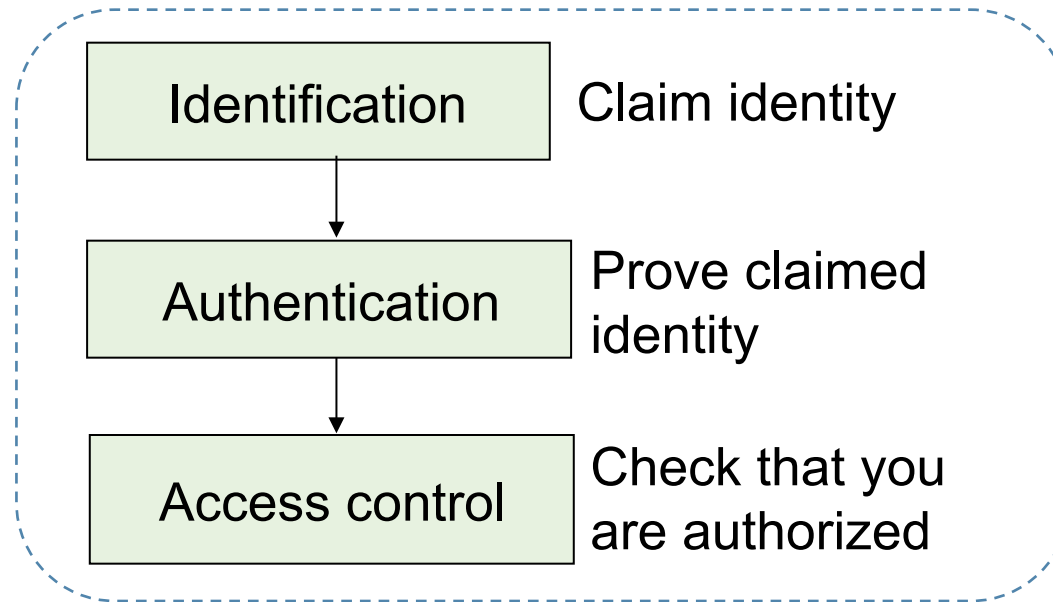 Identification
Claim identity
Authentication
Prove claimed
identity
Access control
Check that you
are authorized